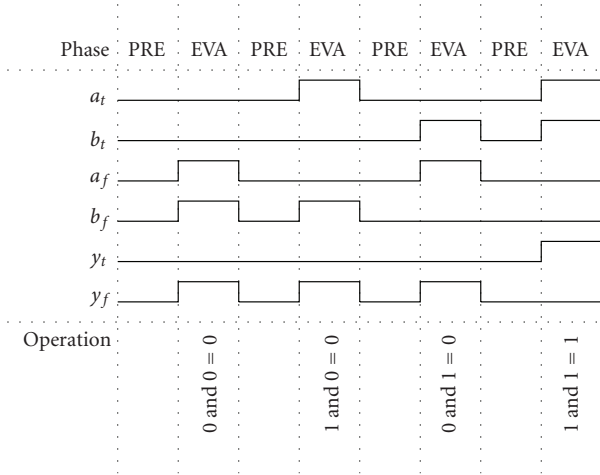 Phase PRE EVA PRE EVA PRE EVA PRE EVA
a_t
b_t
a_f
b_f
y_t
y_f
Operation
0 and 0 = 0
1 and 0 = 0
0 and 1 = 0
1 and 1 = 1